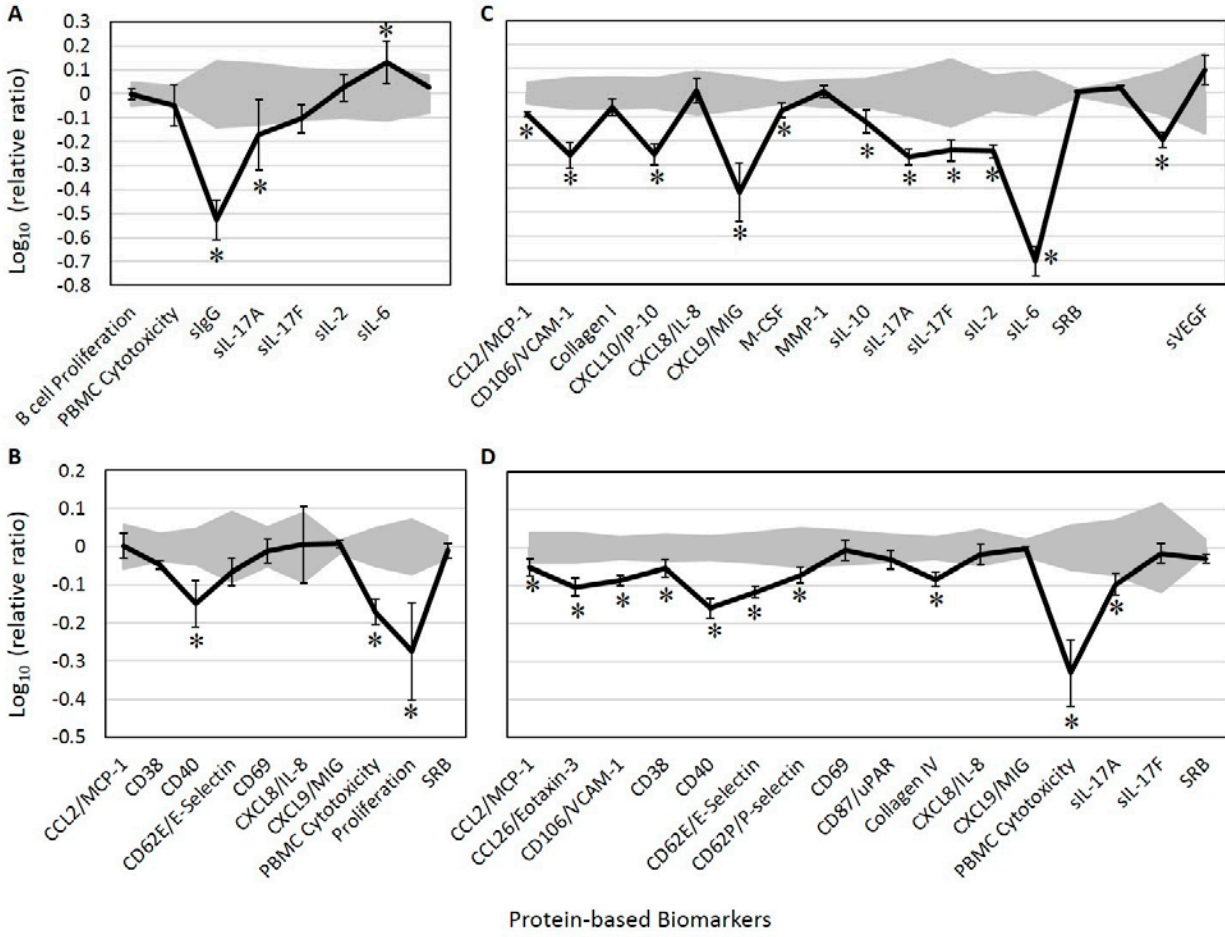 A
Log10 (relative ratio)
0.3
0.2
0.1
0
-0.1
-0.2
-0.3
-0.4
-0.5
-0.6
-0.7
-0.8
*
*
*
B cell Proliferation
PBMC Cytotoxicity
sIgG
sIL-17A
sIL-17F
sIL-2
sIL-6
C
*
*
*
*
*
*
*
*
*
*
*
CCL2/MCP-1
CD106/VCAM-1
Collagen I
CXCL10/IP-10
CXCL8/IL-8
CXCL9/MIG
M-CSF
MMP-1
sIL-10
sIL-17A
sIL-17F
sIL-2
sIL-6
SRB
sVEGF
B
Log10 (relative ratio)
0.2
0.1
0
-0.1
-0.2
-0.3
-0.4
-0.5
*
*
*
CCL2/MCP-1
CD38
CD40
CD62E/E-Selectin
CD69
CXCL8/IL-8
CXCL9/MIG
PBMC Cytotoxicity
Proliferation
SRB
D
*
*
*
*
*
*
*
*
*
*
CCL2/MCP-1
CCL26/Eotaxin-3
CD106/VCAM-1
CD38
CD40
CD62E/E-Selectin
CD62P/P-selectin
CD69
CD87/uPAR
Collagen IV
CXCL8/IL-8
CXCL9/MIG
PBMC Cytotoxicity
sIL-17A
sIL-17F
SRB
Protein-based Biomarkers